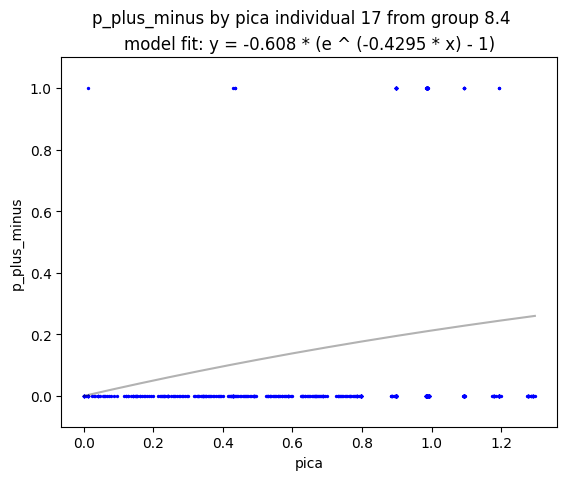 p_plus_minus by pica individual 17 from group 8.4
model fit: y = -0.608 * (e ^ (-0.4295 * x) - 1)
1.0
0.8
0.6
0.4
0.2
0.0
p_plus_minus
0.0 0.2 0.4 0.6 0.8 1.0 1.2
pica